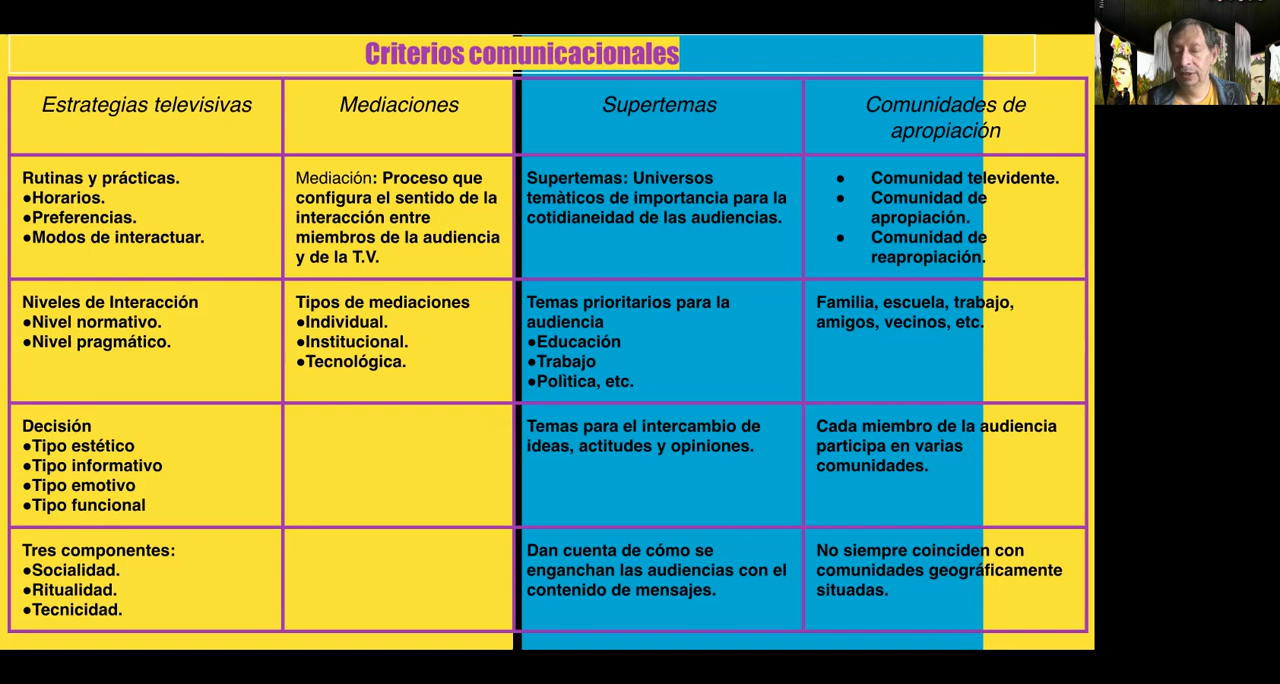 Criterios comunicacionales
Estrategias televisivas
Mediaciones
Supertemas
Comunidades de
apropiación
Rutinas y prácticas.
●Horarios.
●Preferencias.
●Modos de interactuar.
Mediación: Proceso que
configura el sentido de la
interacción entre
miembros de la audiencia
y de la T.V.
Supertemas: Universos
temàticos de importancia para la
cotidianeidad de las audiencias.
● Comunidad televidente.
● Comunidad de
apropiación.
● Comunidad de
reapropiación.
Niveles de Interacción
●Nivel normativo.
●Nivel pragmático.
Tipos de mediaciones
●Individual.
●Institucional.
●Tecnológica.
Temas prioritarios para la
audiencia
●Educación
●Trabajo
●Polìtica, etc.
Familia, escuela, trabajo,
amigos, vecinos, etc.
Decisión
●Tipo estético
●Tipo informativo
●Tipo emotivo
●Tipo funcional
Temas para el intercambio de
ideas, actitudes y opiniones.
Cada miembro de la audiencia
participa en varias
comunidades.
Tres componentes:
●Socialidad.
●Ritualidad.
●Tecnicidad.
Dan cuenta de cómo se
enganchan las audiencias con el
contenido de mensajes.
No siempre coinciden con
comunidades geográficamente
situadas.